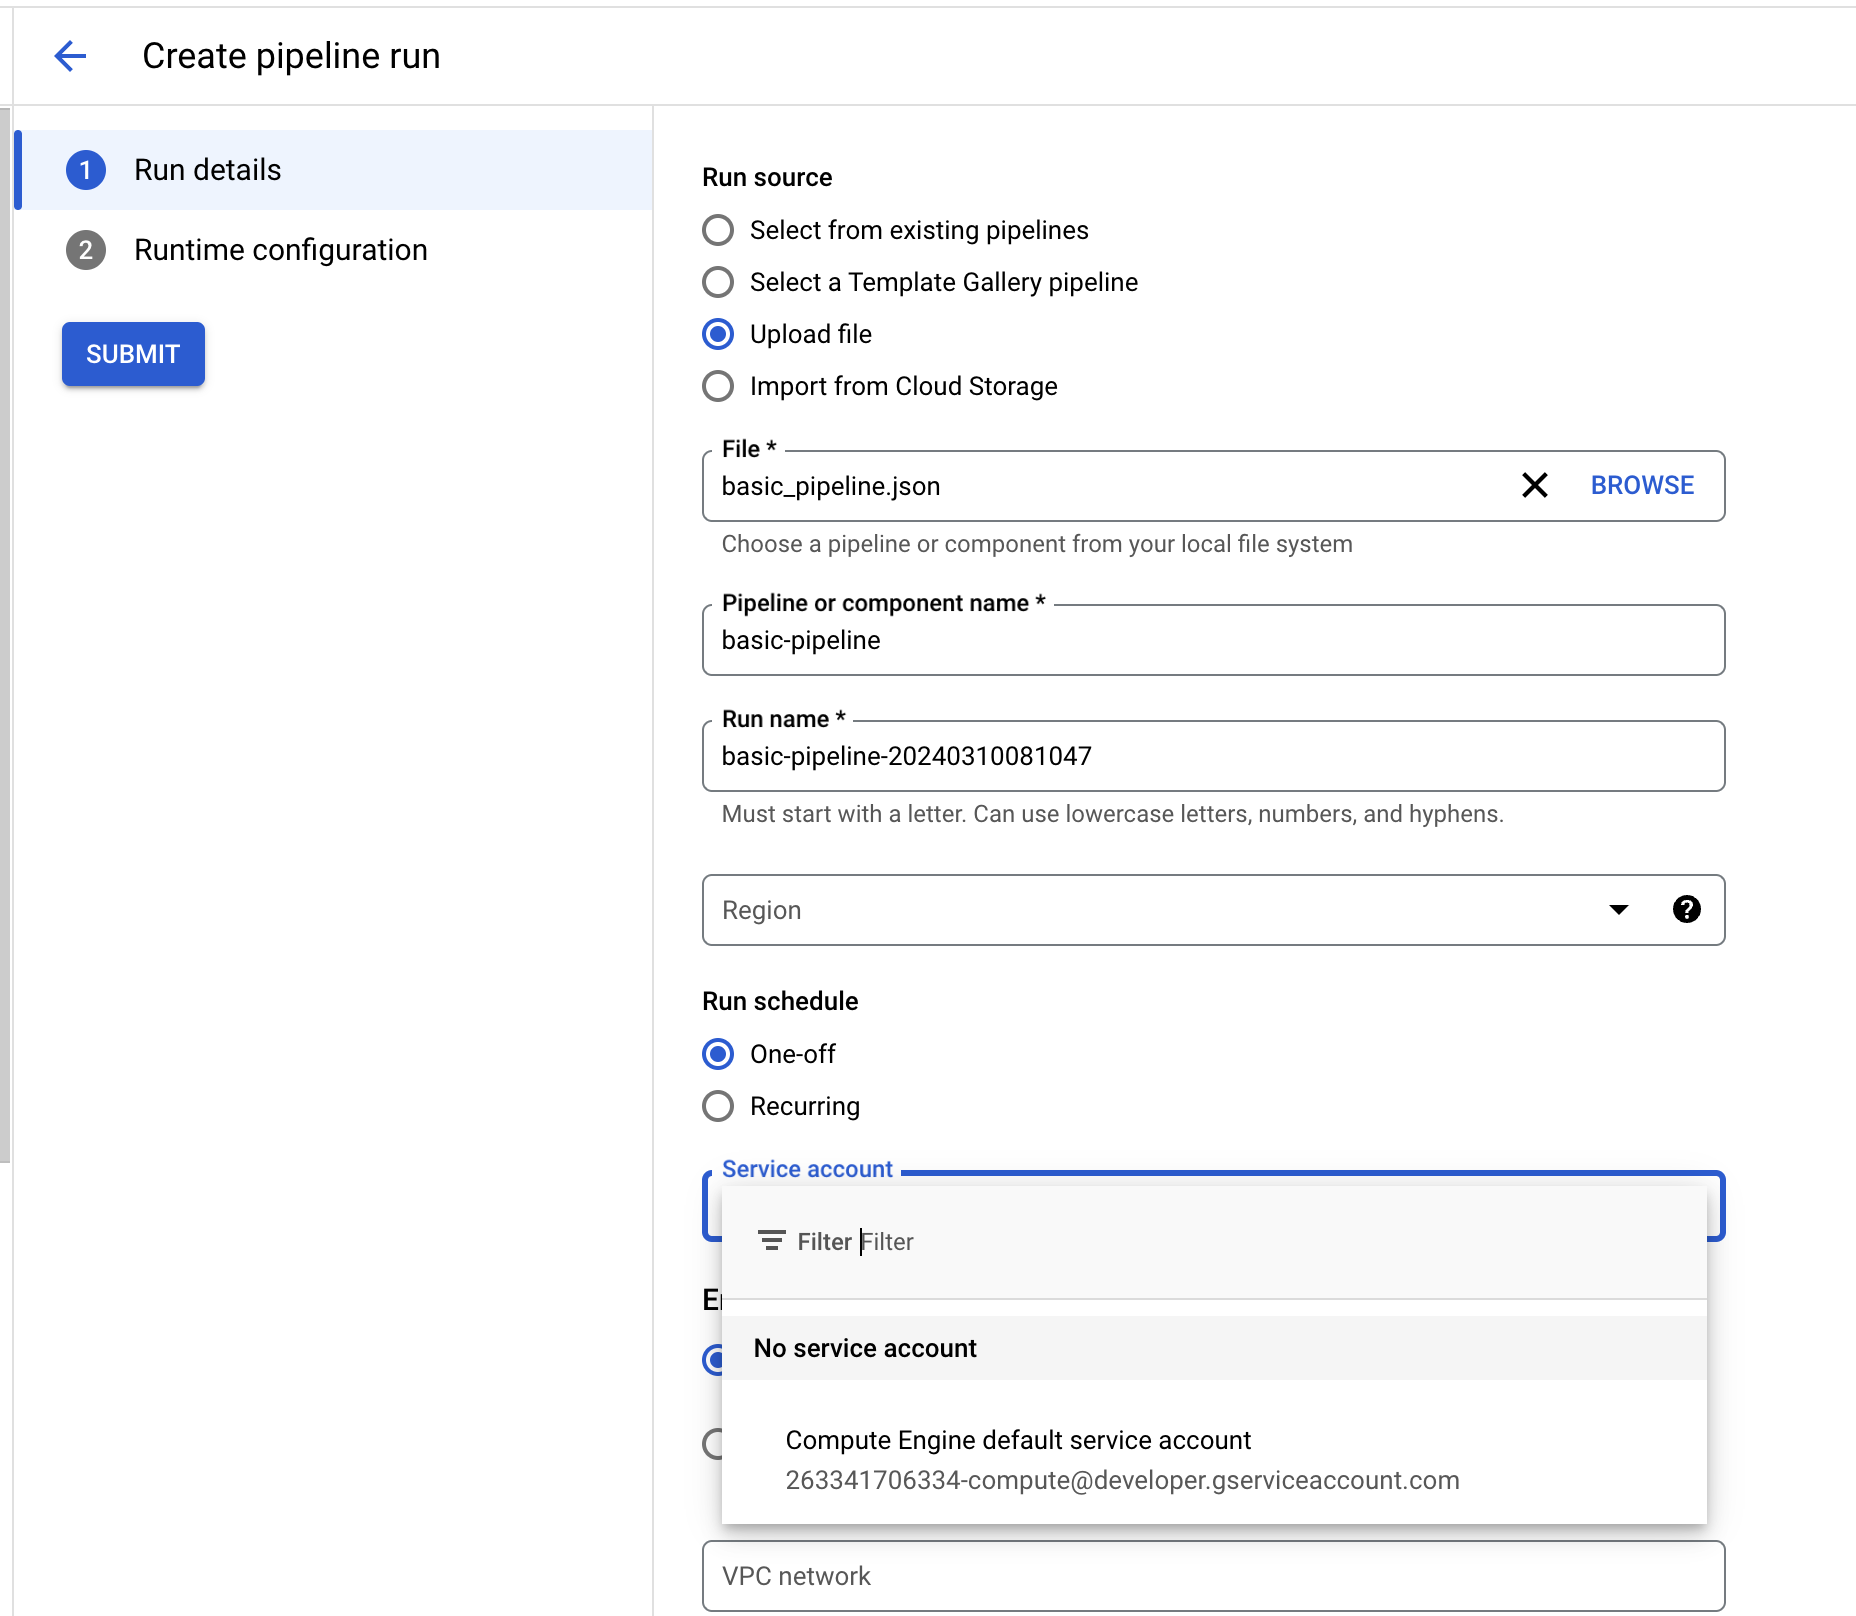 Create pipeline run
1 Run details
2 Runtime configuration
SUBMIT
Run source
Select from existing pipelines
Select a Template Gallery pipeline
Upload file
Import from Cloud Storage
File *
basic_pipeline.json
BROWSE
Choose a pipeline or component from your local file system
Pipeline or component name *
basic-pipeline
Run name *
basic-pipeline-20240310081047
Must start with a letter. Can use lowercase letters, numbers, and hyphens.
Region
?
Run schedule
One-off
Recurring
Service account
Filter Filter
No service account
Compute Engine default service account
263341706334-compute@developer.gserviceaccount.com
VPC network